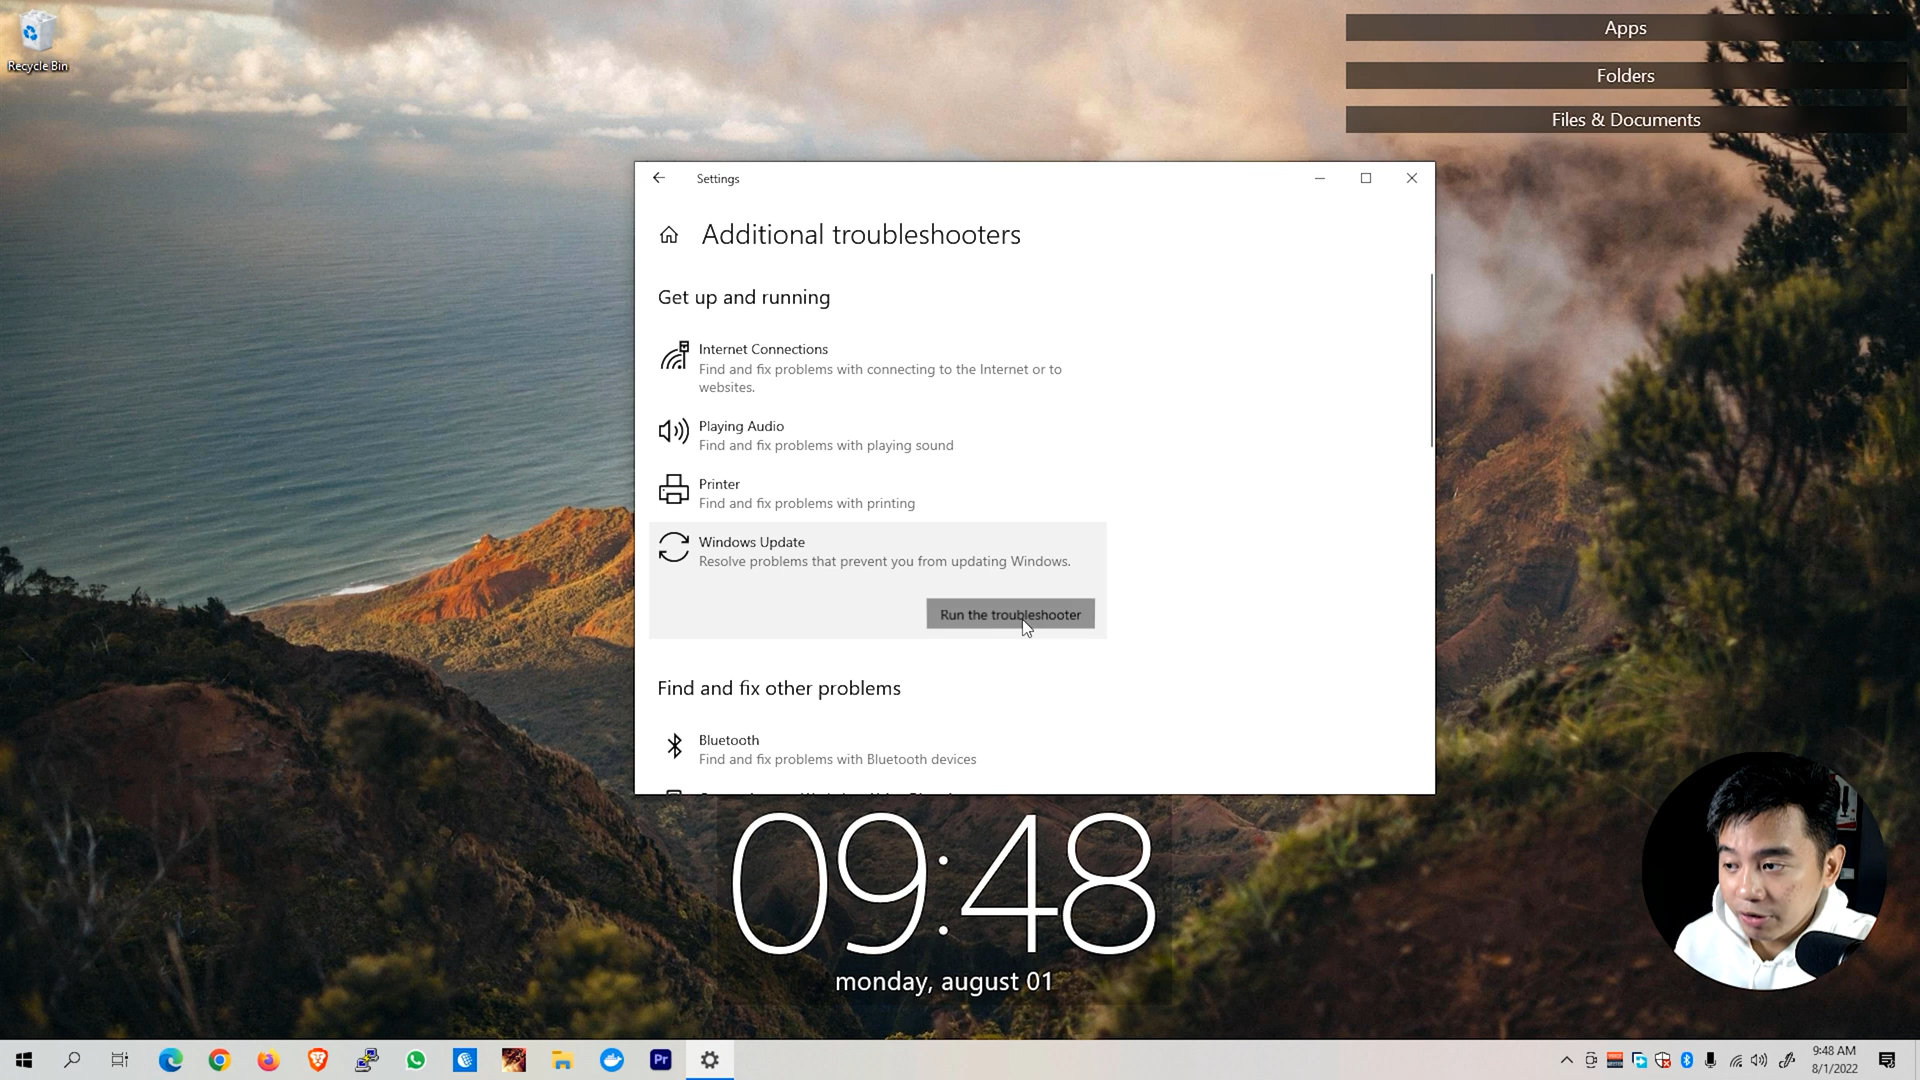 Recycle Bin
Apps
Folders
Files & Documents
Settings
Additional troubleshooters
Get up and running
Internet Connections
Find and fix problems with connecting to the Internet or to
websites.
Playing Audio
Find and fix problems with playing sound
Printer
Find and fix problems with printing
Windows Update
Resolve problems that prevent you from updating Windows.
Run the troubleshooter
Find and fix other problems
Bluetooth
Find and fix problems with Bluetooth devices
09:48
monday, august 01
Pr
9:48 AM
8/1/2022